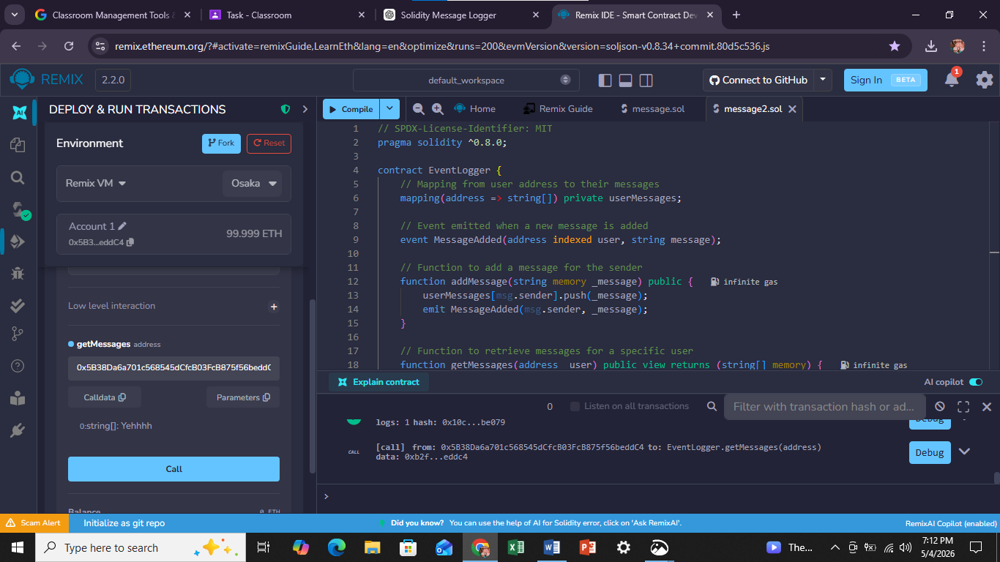 Classroom Management Tools &
Task - Classroom
Solidity Message Logger
Remix IDE - Smart Contract Dev
remix.ethereum.org/?#activate=remixGuide,LearnEth&lang=en&optimize&runs=200&evmVersion&version=soljson-v0.8.34+commit.80d5c536.js
REMIX
2.2.0
default_workspace
Connect to GitHub
Sign In BETA
1
DEPLOY & RUN TRANSACTIONS
Environment
Fork
Reset
Remix VM
Osaka
Account 1
0x5B3...eddC4
99.999 ETH
Low level interaction
getMessages address
0x5B38Da6a701c568545dCfcB03FcB875f56beddC
Calldata
Parameters
0:string[]: Yehhhh
Call
Balance
0 ETH
Compile
Home
Remix Guide
message.sol
message2.sol
1 // SPDX-License-Identifier: MIT
2 pragma solidity ^0.8.0;
3
4 contract EventLogger {
5 // Mapping from user address to their messages
6 mapping(address => string[]) private userMessages;
7
8 // Event emitted when a new message is added
9 event MessageAdded(address indexed user, string message);
10
11 // Function to add a message for the sender
12 function addMessage(string memory _message) public { infinite gas
13 userMessages[msg.sender].push(_message);
14 emit MessageAdded(msg.sender, _message);
15 }
16
17 // Function to retrieve messages for a specific user
18 function getMessages(address _user) public view returns (string[] memory) { infinite gas
Explain contract
AI copilot
0
Listen on all transactions
Filter with transaction hash or ad...
logs: 1 hash: 0x10c...be079
Debug
CALL
[call] from: 0x5B38Da6a701c568545dCfcB03FcB875f56beddC4 to: EventLogger.getMessages(address)
data: 0xb2f...eddc4
Debug
>
Scam Alert
Initialize as git repo
Did you know? You can use the help of AI for Solidity error, click on 'Ask RemixAI'.
RemixAI Copilot (enabled)
Type here to search
The...
7:12 PM
5/4/2026